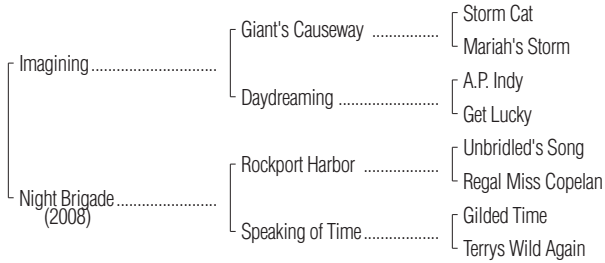 Storm Cat
Giant's Causeway ................
Mariah's Storm
Imagining .............................
A.P. Indy
Daydreaming ........................
Get Lucky
Unbridled's Song
Rockport Harbor ..................
Regal Miss Copelan
Night Brigade ........................
(2008)
Gilded Time
Speaking of Time ..................
Terrys Wild Again